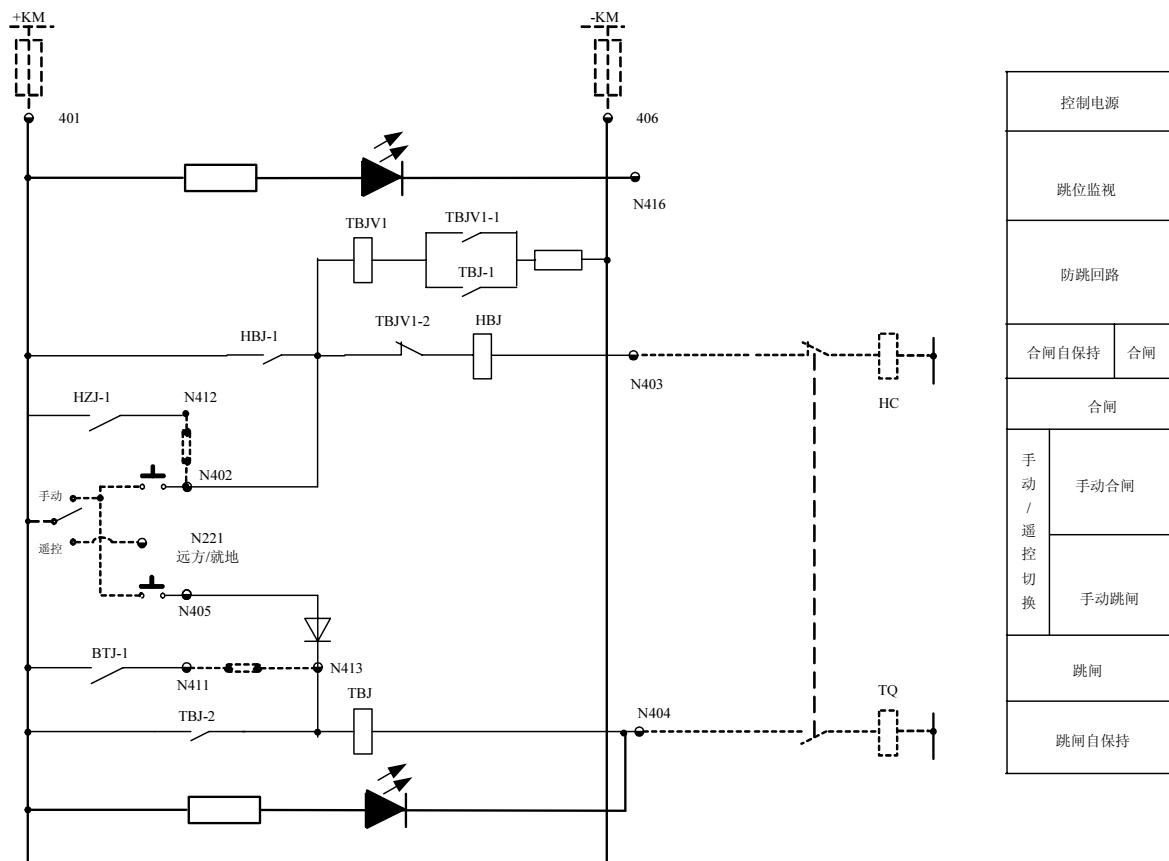 +KM
-KM
401
406
N416
TBJV1
TBJV1-1
TBJ-1
HBJ-1
TBJV1-2
HBJ
N403
HC
HZJ-1
N412
N402
手动
遥控
N221
远方/就地
N405
BTJ-1
N411
N413
TBJ-2
TBJ
N404
TQ
控制电源
跳位监视
防跳回路
合闸自保持
合闸
合闸
手动/遥控切换
手动合闸
手动跳闸
跳闸
跳闸自保持